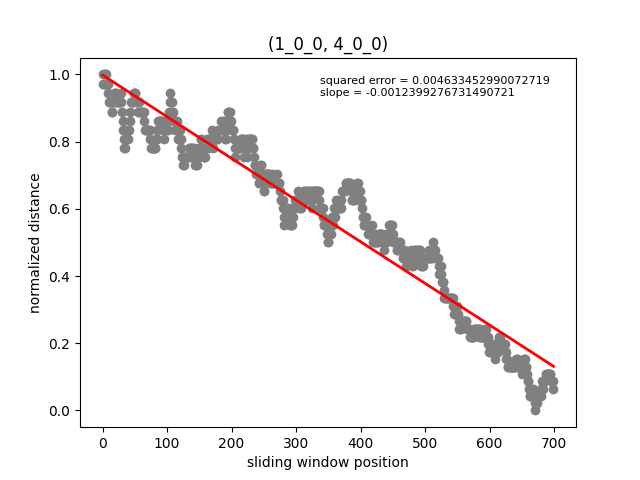 (1_0_0, 4_0_0)
squared error = 0.004633452990072719
slope = -0.0012399276731490721
normalized distance
1.0
0.8
0.6
0.4
0.2
0.0
0 100 200 300 400 500 600 700
sliding window position